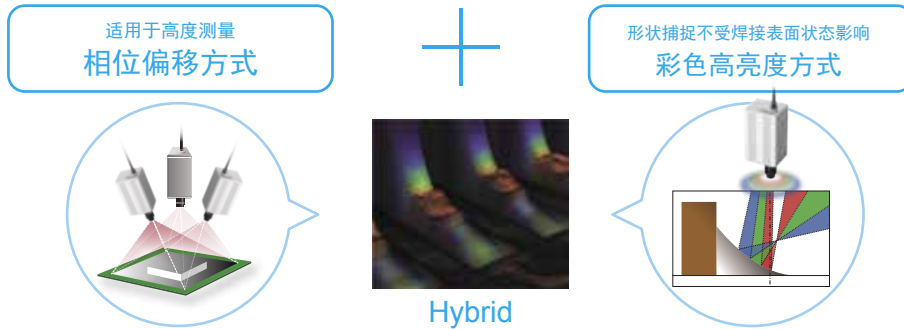 适用于高度测量
相位偏移方式
形状捕捉不受焊接表面状态影响
彩色高亮度方式
Hybrid